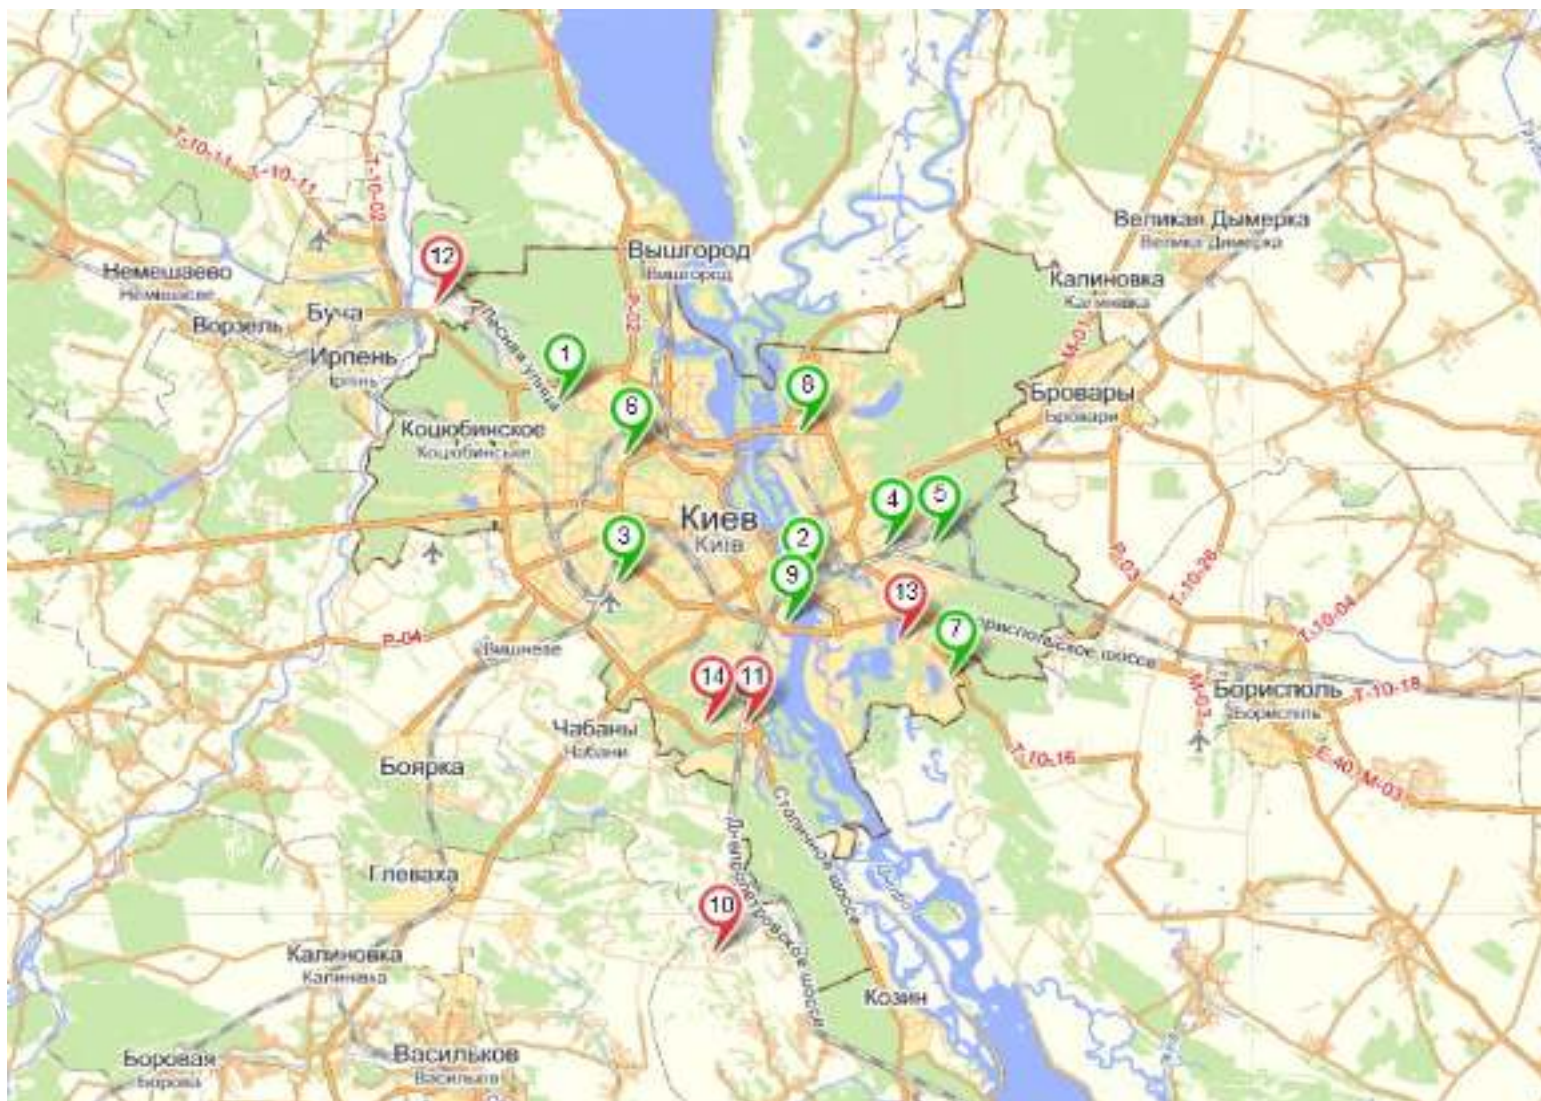 Т-10-11
Т-10-11
Т-10-02
Великая Дымерка
Велика Димерка
12
Вышгород
Вишгород
Немешаево
Немішаєве
Калиновка
Калинівка
Р-02
Буча
Ворзель
Лесная улица
М-01
Ирпень
Ірпінь
1
8
Бровары
Бровари
6
Коцюбинское
Коцюбинське
4
5
Киев
Київ
3
2
Р-03
Т-10-26
9
13
Т-10-04
7
Р-04
Вишневе
Бориспольское шоссе
14
11
М-03
Борисполь
Бориспіль
Т-10-18
Чабаны
Чабани
Т-10-16
Боярка
Е-40, М-03
Столичное шоссе
Днепропетровское шоссе
Глеваха
10
Калиновка
Калинівка
Козин
Боровая
Борова
Васильков
Васильків